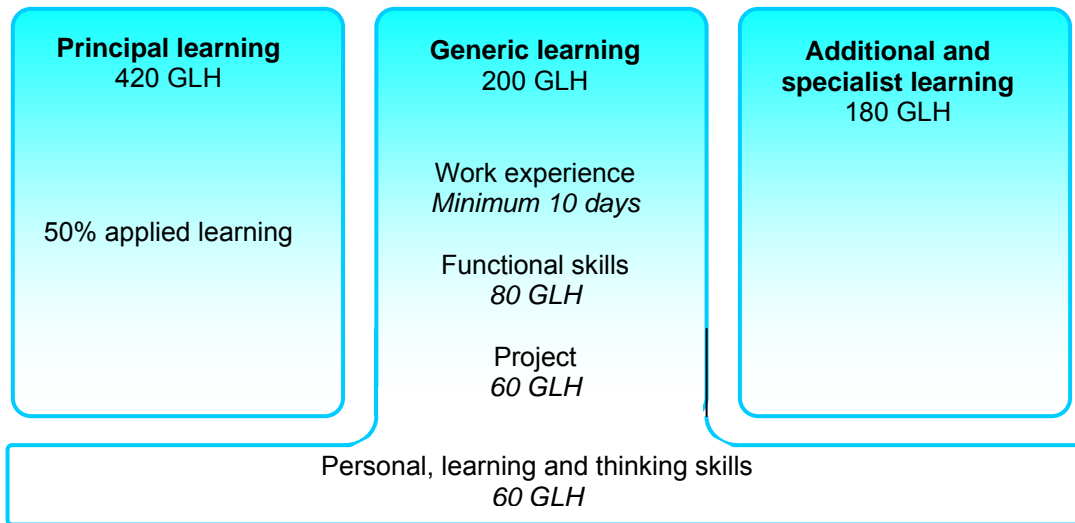 Principal learning
420 GLH
50% applied learning
Generic learning
200 GLH
Work experience
Minimum 10 days
Functional skills
80 GLH
Project
60 GLH
Additional and
specialist learning
180 GLH
Personal, learning and thinking skills
60 GLH